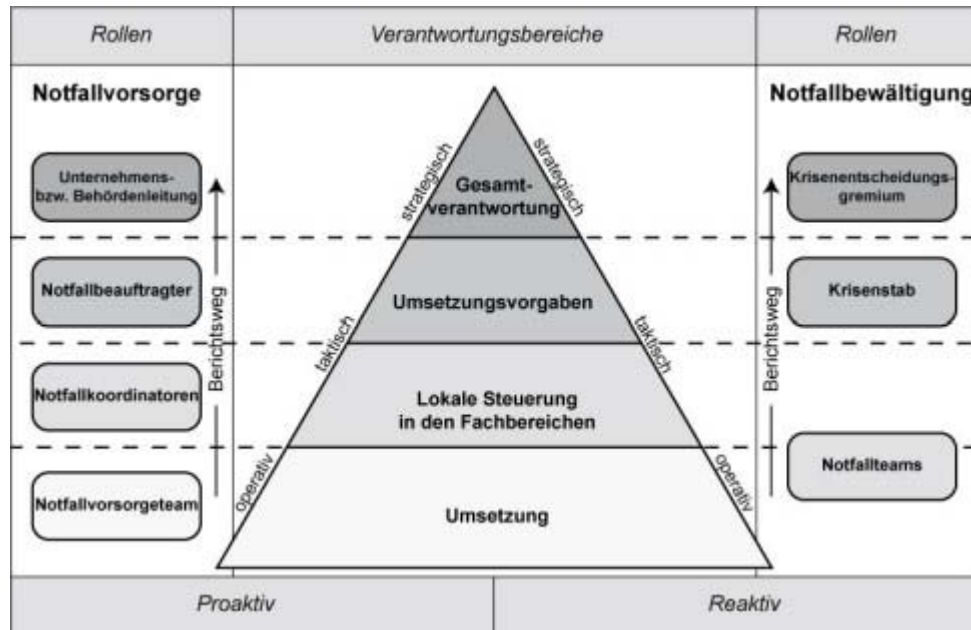 Rollen
Verantwortungsbereiche
Rollen
Notfallvorsorge
Notfallbewältigung
Unternehmens-
bzw. Behördenleitung
strategisch
Gesamt-
verantwortung
strategisch
Krisenentscheidungs-
gremium
Notfallbeauftragter
Berichtsweg
taktisch
Umsetzungsvorgaben
taktisch
Berichtsweg
Krisenstab
Notfallkoordinatoren
Lokale Steuerung
in den Fachbereichen
Notfallvorsorgeteam
operativ
Umsetzung
operativ
Notfallteams
Proaktiv
Reaktiv